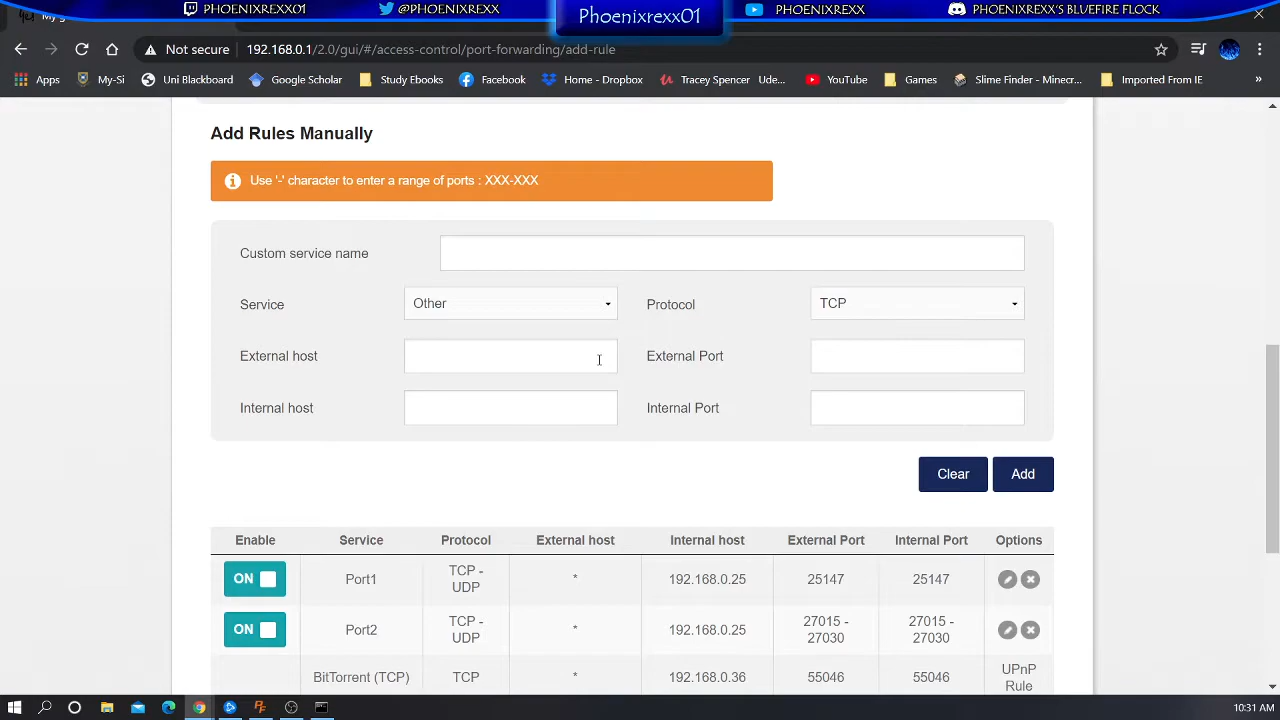 PHOENIXREXX01
@PHOENIXREXX
Phoenixrexx01
PHOENIXREXX
PHOENIXREXX'S BLUEFIRE FLOCK
Not secure
192.168.0.1/2.0/gui/#/access-control/port-forwarding/add-rule
Apps
My-Si
Uni Blackboard
Google Scholar
Study Ebooks
Facebook
Home - Dropbox
Tracey Spencer Ude...
YouTube
Games
Slime Finder - Minecr...
Imported From IE
Add Rules Manually
Use '-' character to enter a range of ports : XXX-XXX
Custom service name
Service
Other
Protocol
TCP
External host
External Port
Internal host
Internal Port
Clear
Add
Enable Service Protocol External host Internal host External Port Internal Port Options
ON Port1 TCP - UDP * 192.168.0.25 25147 25147
ON Port2 TCP - UDP * 192.168.0.25 27015 - 27030 27015 - 27030
BitTorrent (TCP) TCP * 192.168.0.36 55046 55046 UPnP Rule
10:31 AM